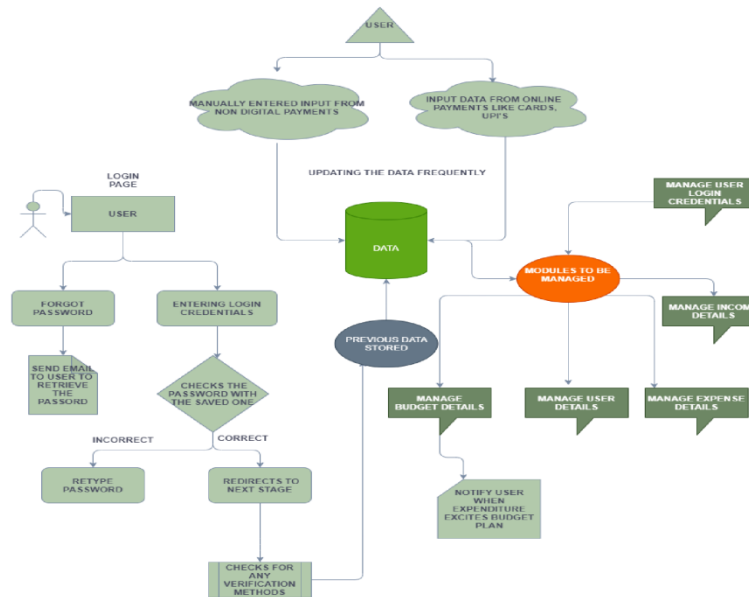 USER
MANUALLY ENTERED INPUT FROM
NON DIGITAL PAYMENTS
INPUT DATA FROM ONLINE
PAYMENTS LIKE CARDS,
UPI'S
UPDATING THE DATA FREQUENTLY
LOGIN
PAGE
USER
DATA
MANAGE USER
LOGIN
CREDENTIALS
MODULES TO BE
MANAGED
FORGOT
PASSWORD
ENTERING LOGIN
CREDENTIALS
MANAGE INCOM
DETAILS
PREVIOUS DATA
STORED
SEND EMAIL
TO USER TO
RETRIEVE
THE
PASSORD
CHECKS THE
PASSWORD WITH
THE SAVED ONE
MANAGE
BUDGET DETAILS
MANAGE USER
DETAILS
MANAGE EXPENSE
DETAILS
INCORRECT
CORRECT
RETYPE
PASSWORD
REDIRECTS TO
NEXT STAGE
NOTIFY USER
WHEN
EXPENDITURE
EXCITES BUDGET
PLAN
CHECKS FOR
ANY
VERIFICATION
METHODS